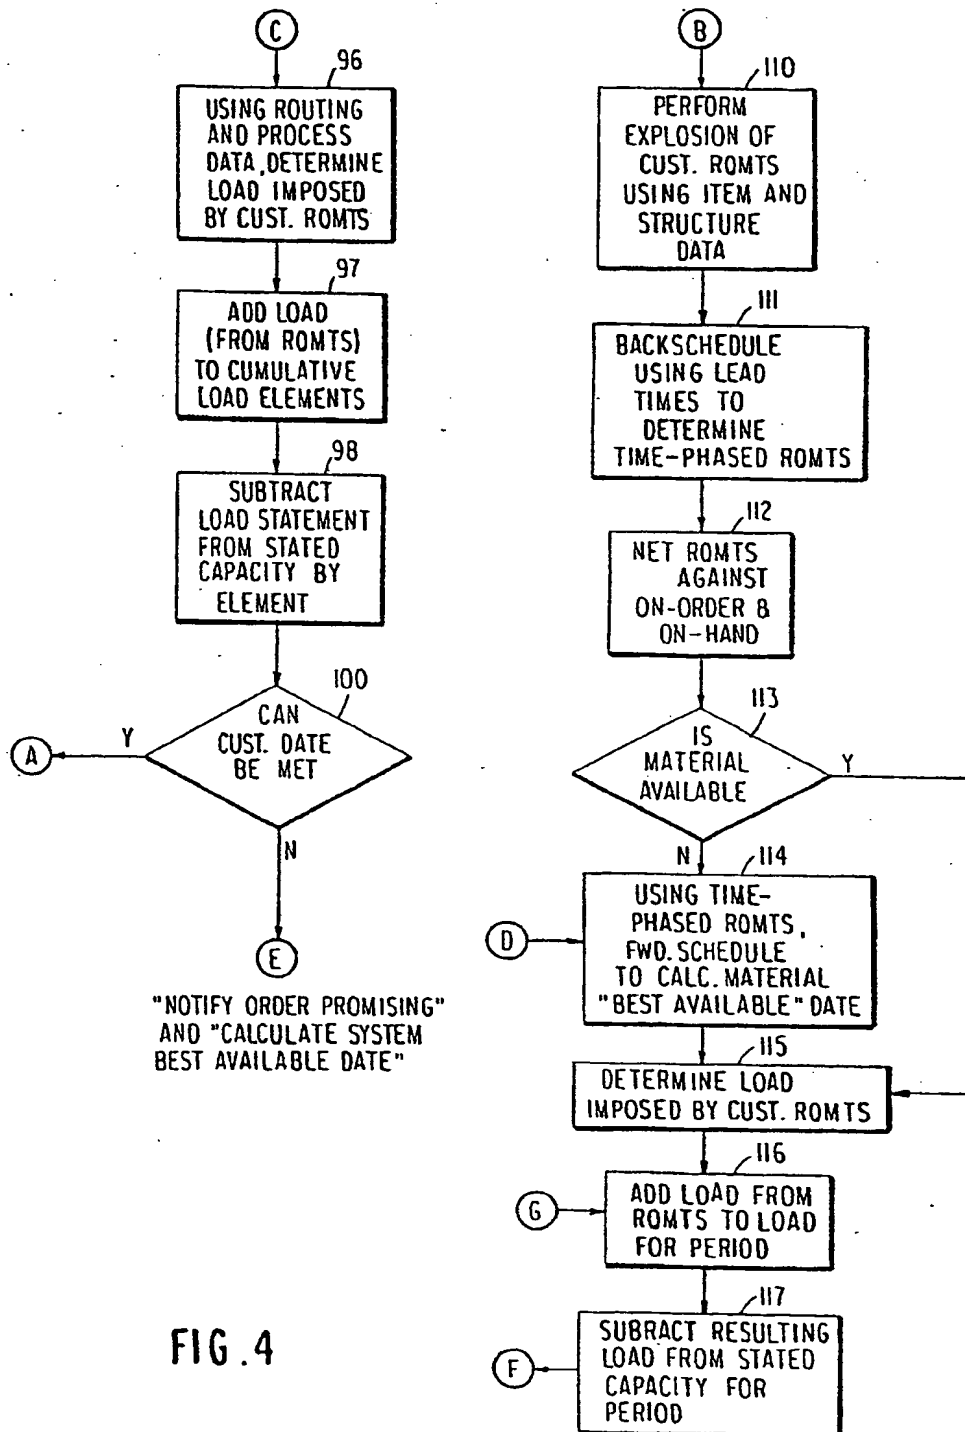 C
96
USING ROUTING
AND PROCESS
DATA, DETERMINE
LOAD IMPOSED
BY CUST. ROMTS
97
ADD LOAD
(FROM ROMTS)
TO CUMULATIVE
LOAD ELEMENTS
98
SUBTRACT
LOAD STATEMENT
FROM STATED
CAPACITY BY
ELEMENT
100
CAN
CUST. DATE
BE MET
Y
A
N
E
"NOTIFY ORDER PROMISING"
AND "CALCULATE SYSTEM
BEST AVAILABLE DATE"
B
110
PERFORM
EXPLOSION OF
CUST. ROMTS
USING ITEM AND
STRUCTURE
DATA
111
BACKSCHEDULE
USING LEAD
TIMES TO
DETERMINE
TIME-PHASED ROMTS
112
NET ROMTS
AGAINST
ON-ORDER &
ON-HAND
113
IS
MATERIAL
AVAILABLE
Y
N
114
USING TIME-
PHASED ROMTS,
FWD. SCHEDULE
TO CALC. MATERIAL
"BEST AVAILABLE" DATE
D
115
DETERMINE LOAD
IMPOSED BY CUST. ROMTS
116
ADD LOAD FROM
ROMTS TO LOAD
FOR PERIOD
G
117
SUBRACT RESULTING
LOAD FROM STATED
CAPACITY FOR
PERIOD
F
FIG.4